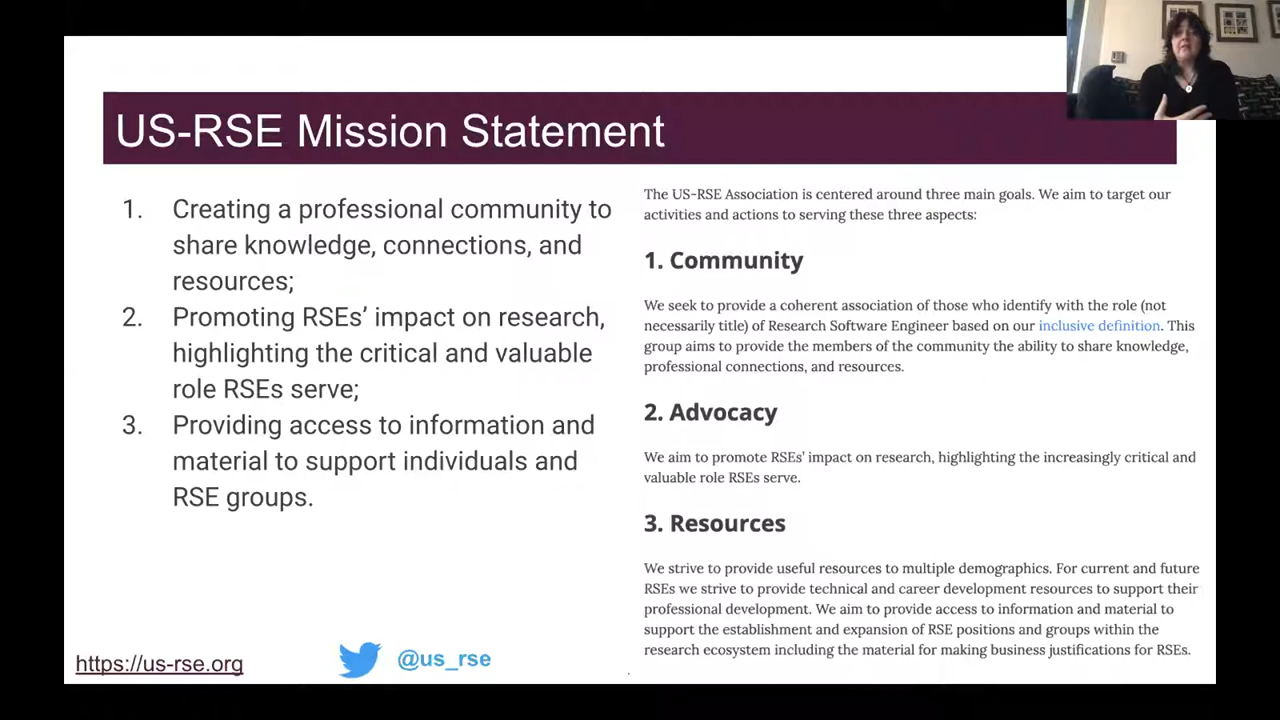 US-RSE Mission Statement
1. Creating a professional community to
share knowledge, connections, and
resources;
2. Promoting RSEs’ impact on research,
highlighting the critical and valuable
role RSEs serve;
3. Providing access to information and
material to support individuals and
RSE groups.
The US-RSE Association is centered around three main goals. We aim to target our
activities and actions to serving these three aspects:
1. Community
We seek to provide a coherent association of those who identify with the role (not
necessarily title) of Research Software Engineer based on our inclusive definition. This
group aims to provide the members of the community the ability to share knowledge,
professional connections, and resources.
2. Advocacy
We aim to promote RSEs’ impact on research, highlighting the increasingly critical and
valuable role RSEs serve.
3. Resources
We strive to provide useful resources to multiple demographics. For current and future
RSEs we strive to provide technical and career development resources to support their
professional development. We aim to provide access to information and material to
support the establishment and expansion of RSE positions and groups within the
research ecosystem including the material for making business justifications for RSEs.
https://us-rse.org
@us_rse